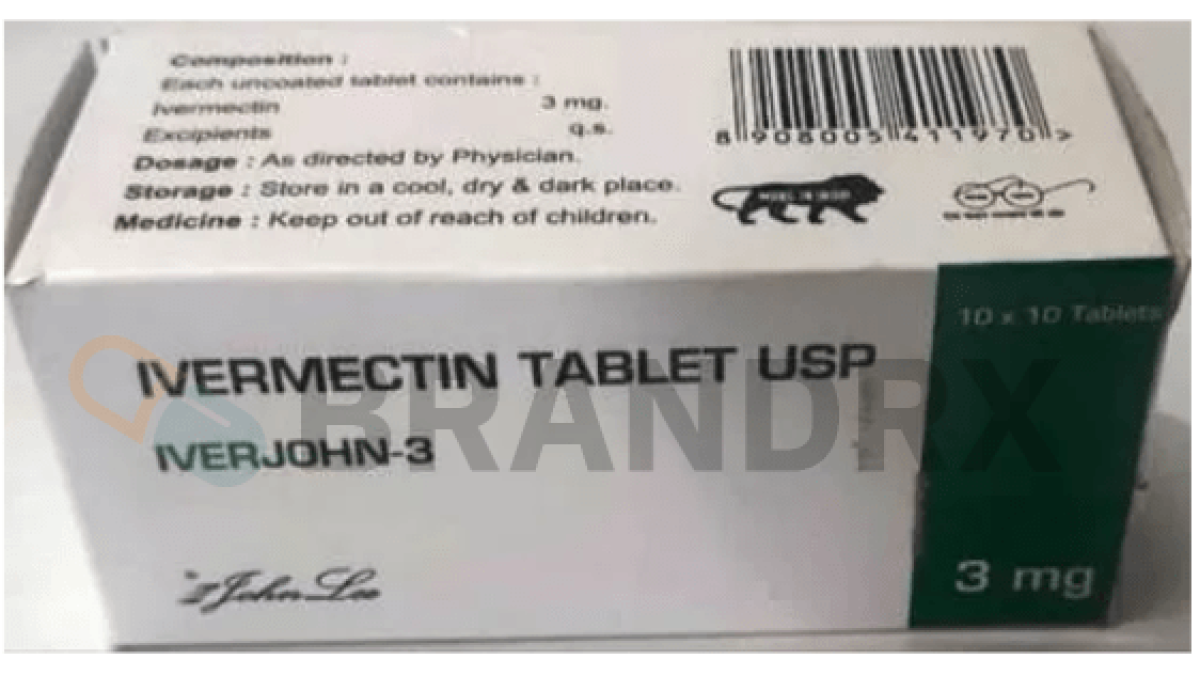 Composition :
Each uncoated tablet contains :
Ivermectin 3 mg.
Excipients q.s.
Dosage : As directed by Physician.
Storage : Store in a cool, dry & dark place.
Medicine : Keep out of reach of children.
8 908005 411970 >
10 x 10 Tablets
IVERMECTIN TABLET USP
BRANDRX
IVERJOHN-3
John Lee
3 mg